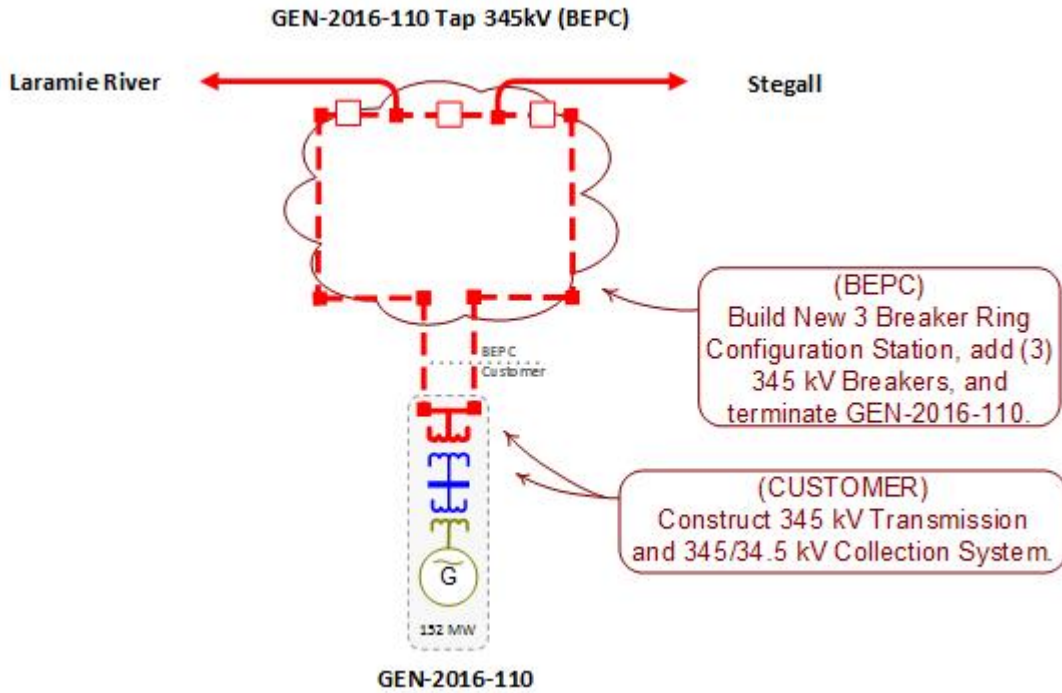 GEN-2016-110 Tap 345kV (BEPC)
Laramie River
Stegall
(BEPC)
Build New 3 Breaker Ring
Configuration Station, add (3)
345 kV Breakers, and
terminate GEN-2016-110.
BEPC
Customer
(CUSTOMER)
Construct 345 kV Transmission
and 345/34.5 kV Collection System.
G
152 MW
GEN-2016-110